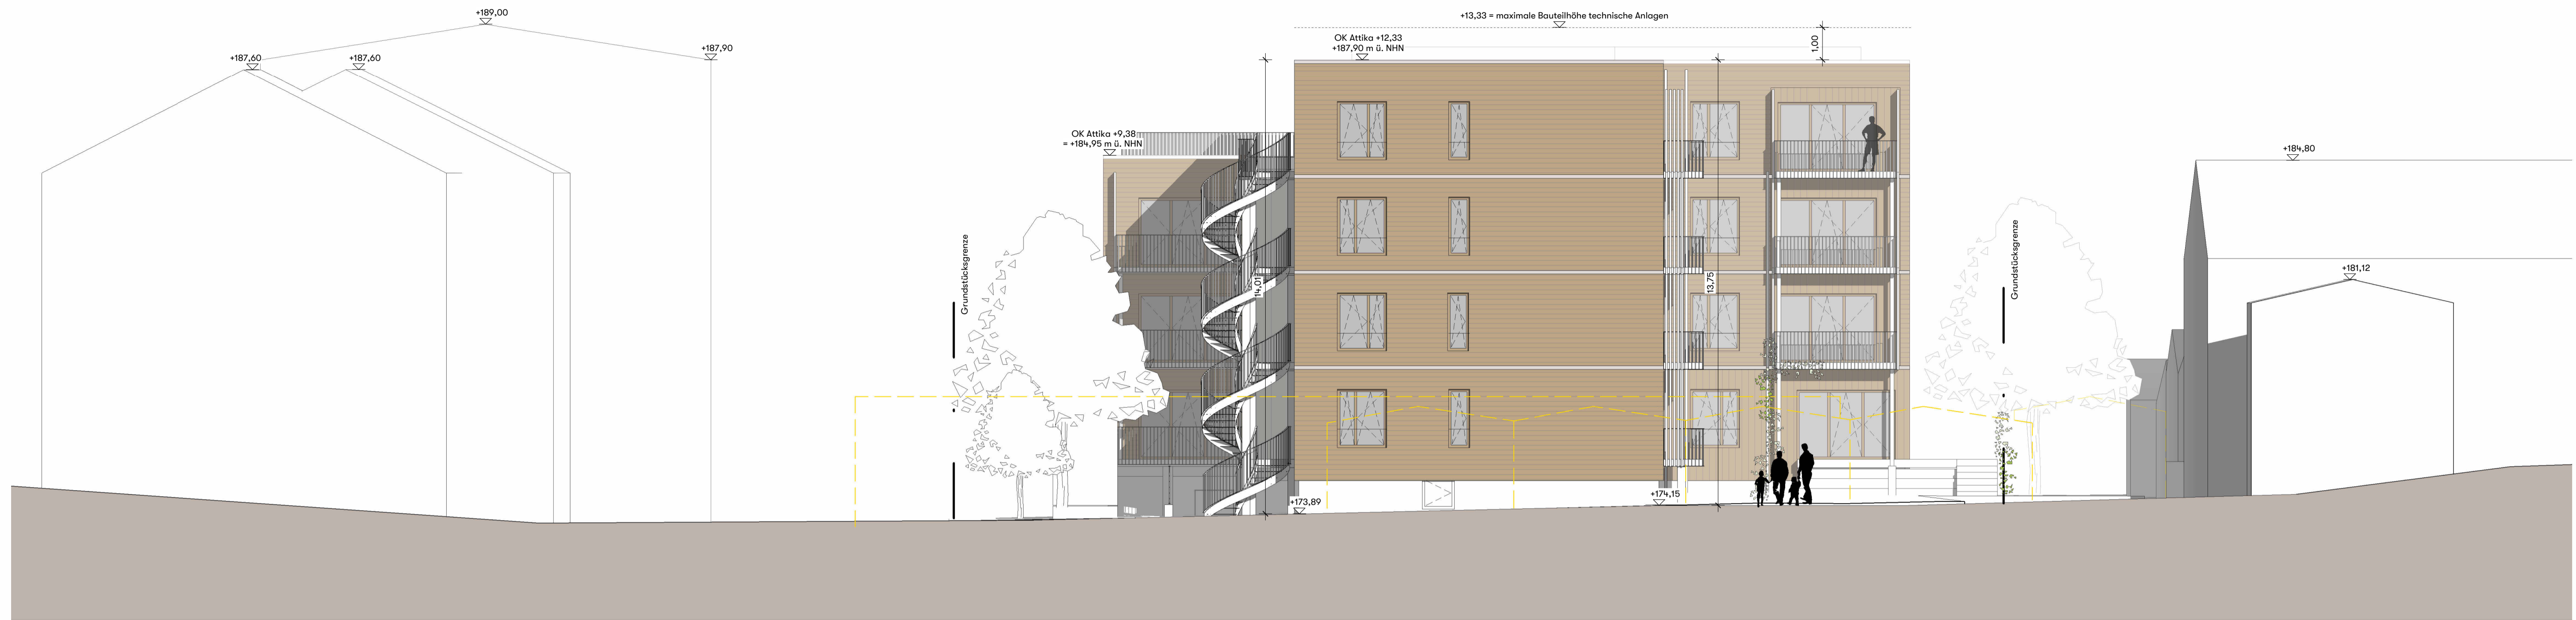 +189,00
+187,60
+187,60
+187,90
Grundstücksgrenze
OK Attika +9,38
= +184,95 m ü. NHN
14,01
+13,33 = maximale Bauteilhöhe technische Anlagen
OK Attika +12,33
+187,90 m ü. NHN
1,00
13,75
+173,89
+174,15
Grundstücksgrenze
+184,80
+181,12